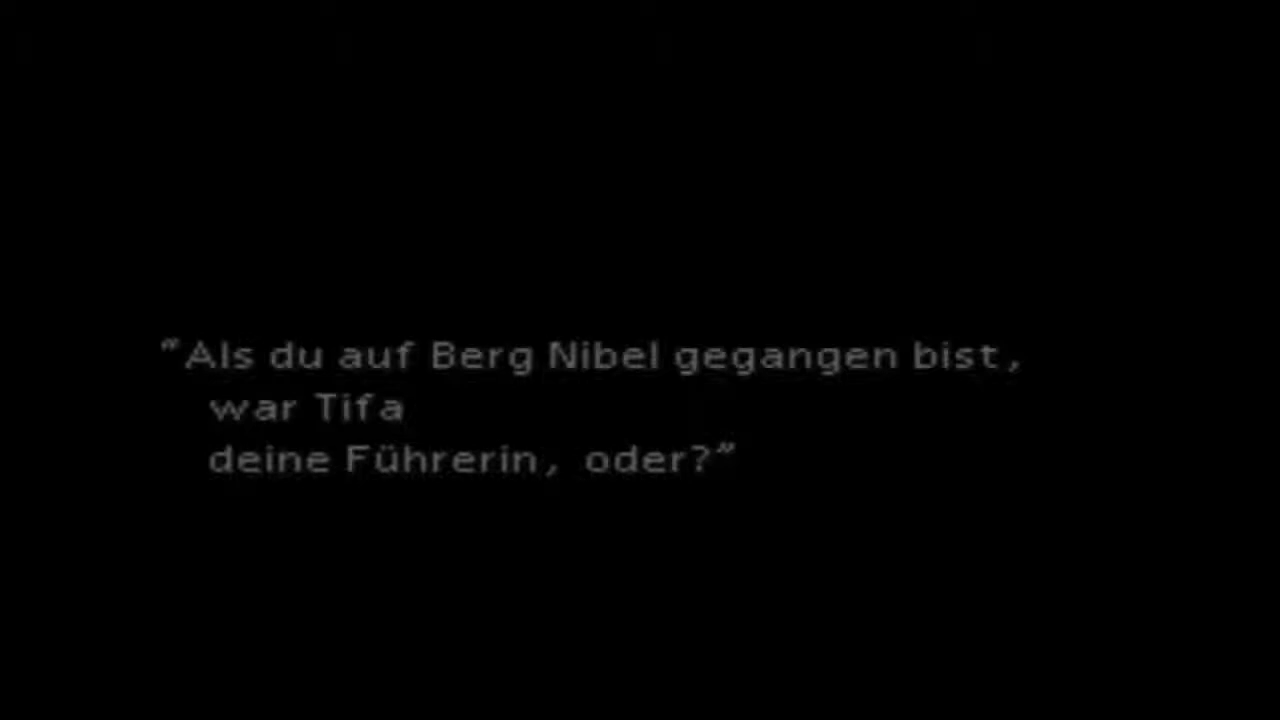 “Als du auf Berg Nibel gegangen bist,
war Tifa
deine Führerin, oder?”